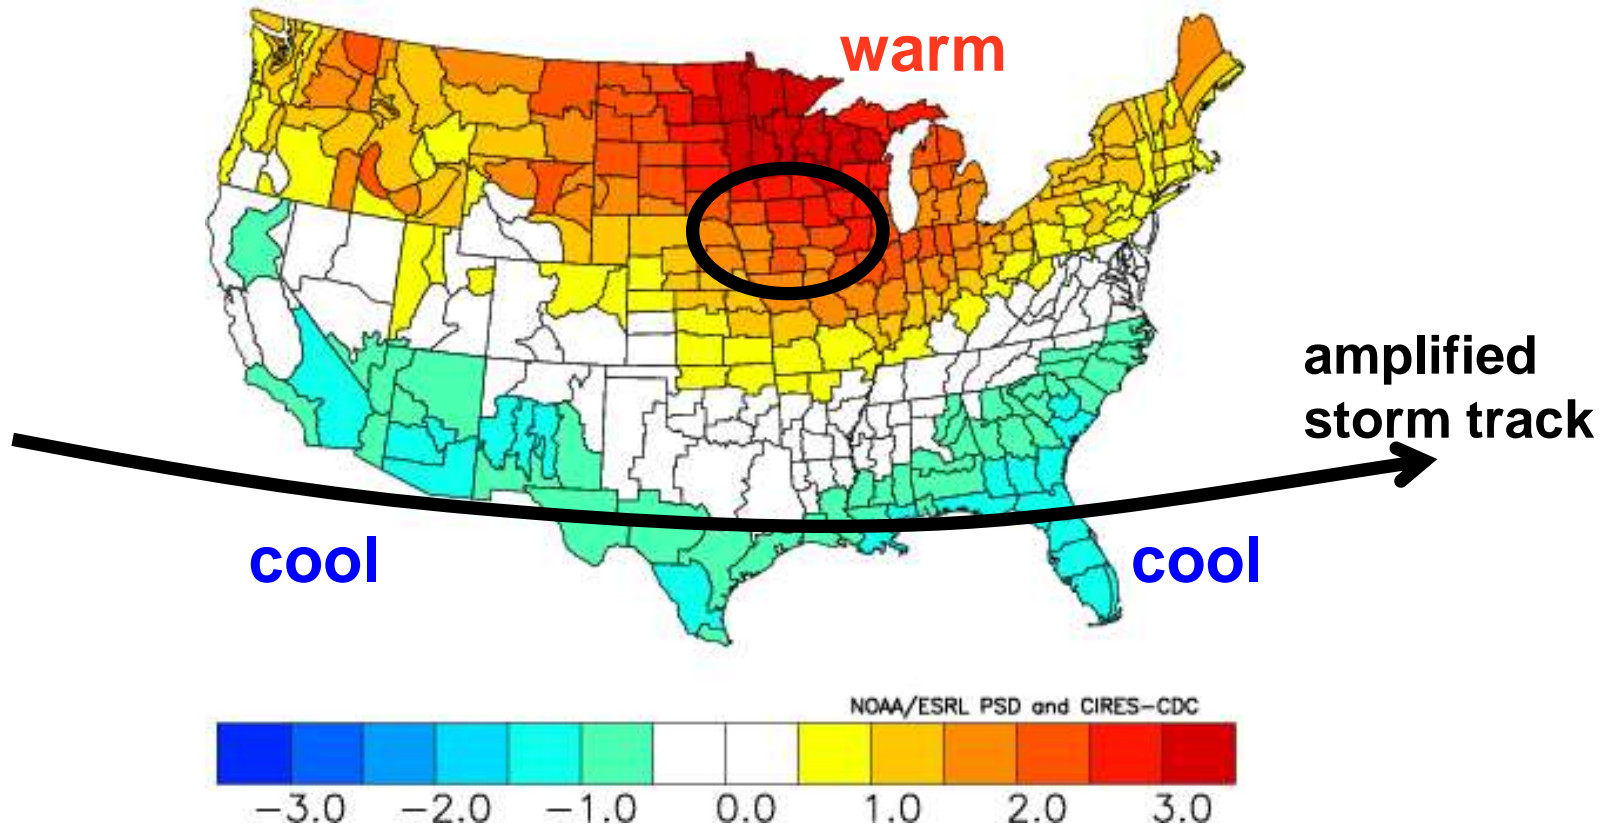 warm
amplified
storm track
cool
cool
NOAA/ESRL PSD and CIRES-CDC
-3.0 -2.0 -1.0 0.0 1.0 2.0 3.0